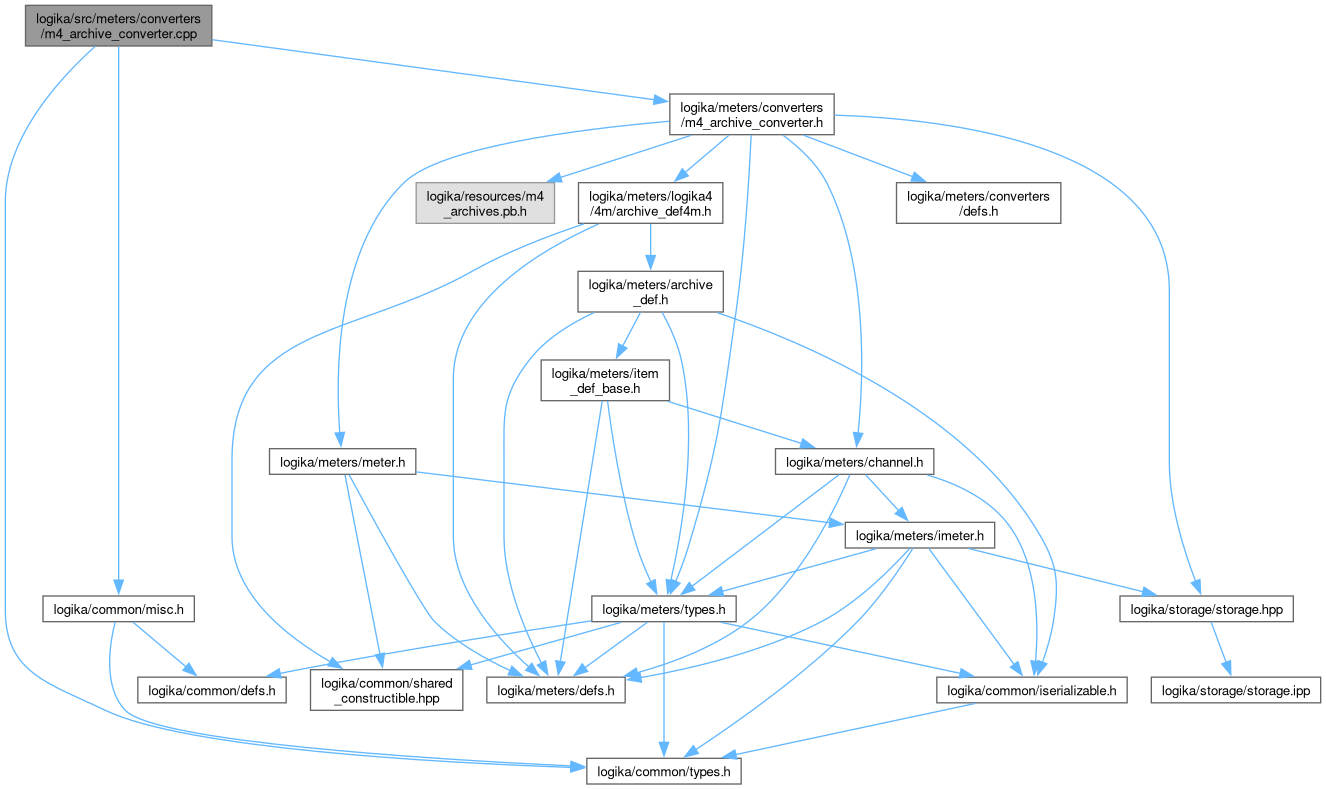 logika/src/meters/converters
/m4_archive_converter.cpp
logika/meters/converters
/m4_archive_converter.h
logika/resources/m4
_archives.pb.h
logika/meters/logika4
/4m/archive_def4m.h
logika/meters/converters
/defs.h
logika/meters/archive
_def.h
logika/meters/item
_def_base.h
logika/meters/meter.h
logika/meters/channel.h
logika/meters/imeter.h
logika/common/misc.h
logika/meters/types.h
logika/storage/storage.hpp
logika/common/defs.h
logika/common/shared
_constructible.hpp
logika/meters/defs.h
logika/common/iserializable.h
logika/storage/storage.ipp
logika/common/types.h